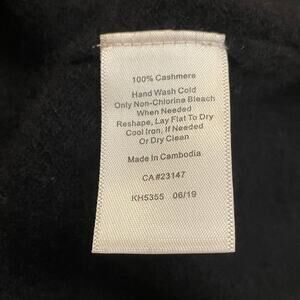 100% Cashmere
Hand Wash Cold
Only Non-Chlorine Bleach
When Needed
Reshape, Lay Flat To Dry
Cool Iron, If Needed
Or Dry Clean
Made In Cambodia
CA#23147
KH5355 06/19